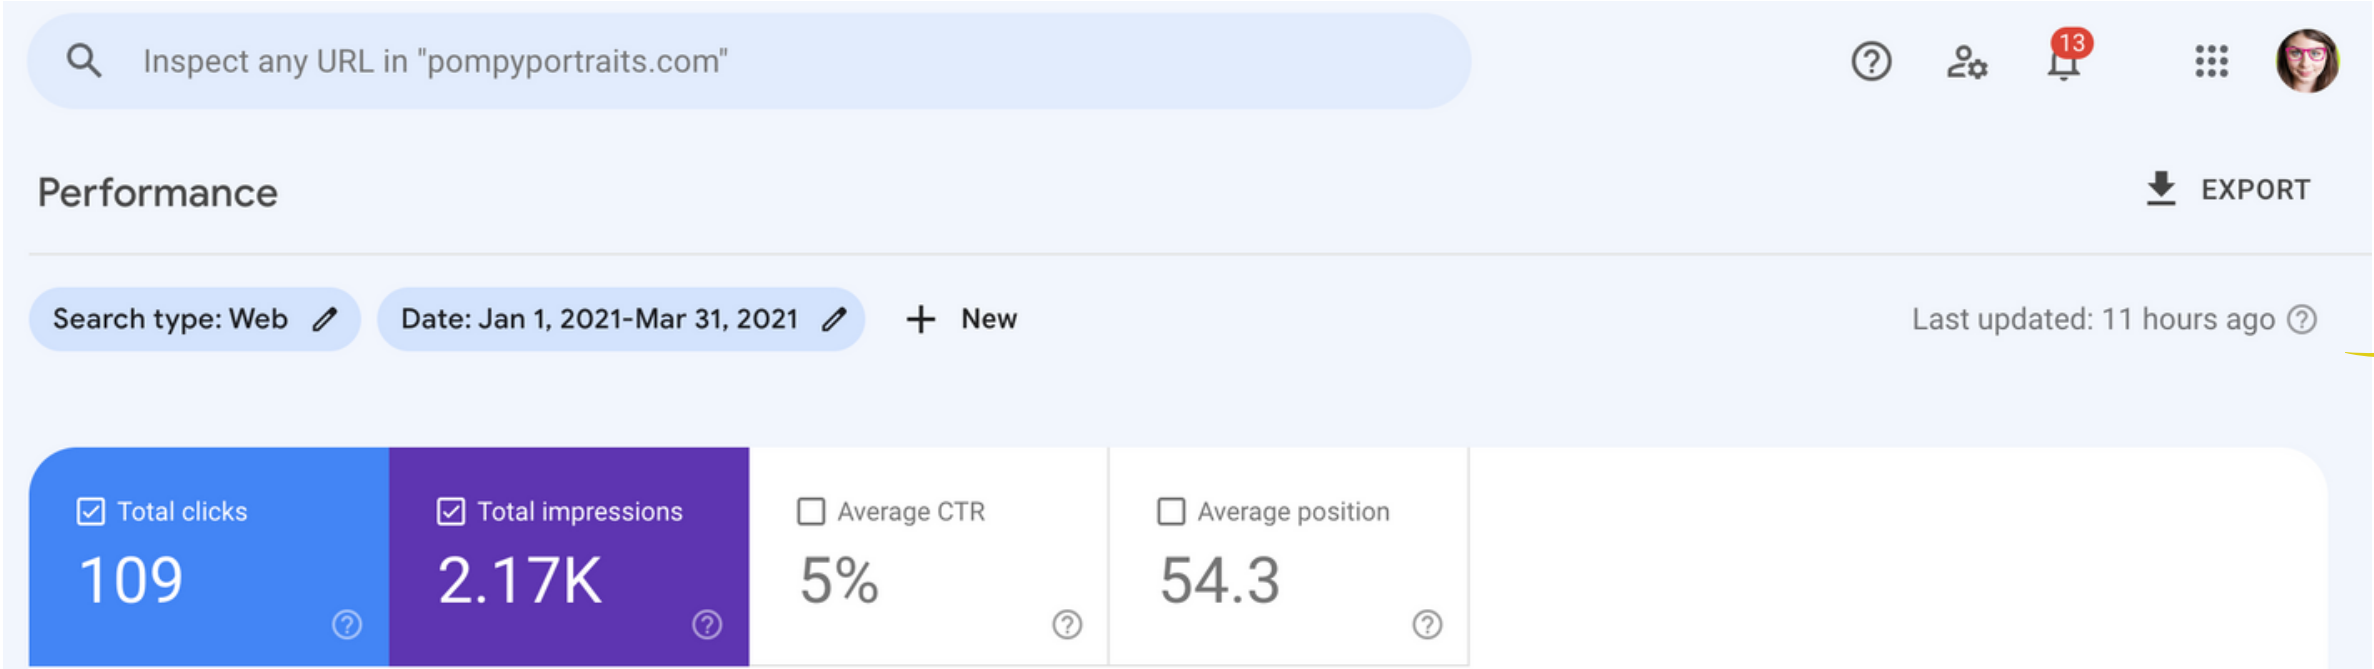 Inspect any URL in "pompyportraits.com"
13
Performance
EXPORT
Search type: Web
Date: Jan 1, 2021-Mar 31, 2021
+ New
Last updated: 11 hours ago
Total clicks
109
Total impressions
2.17K
Average CTR
5%
Average position
54.3